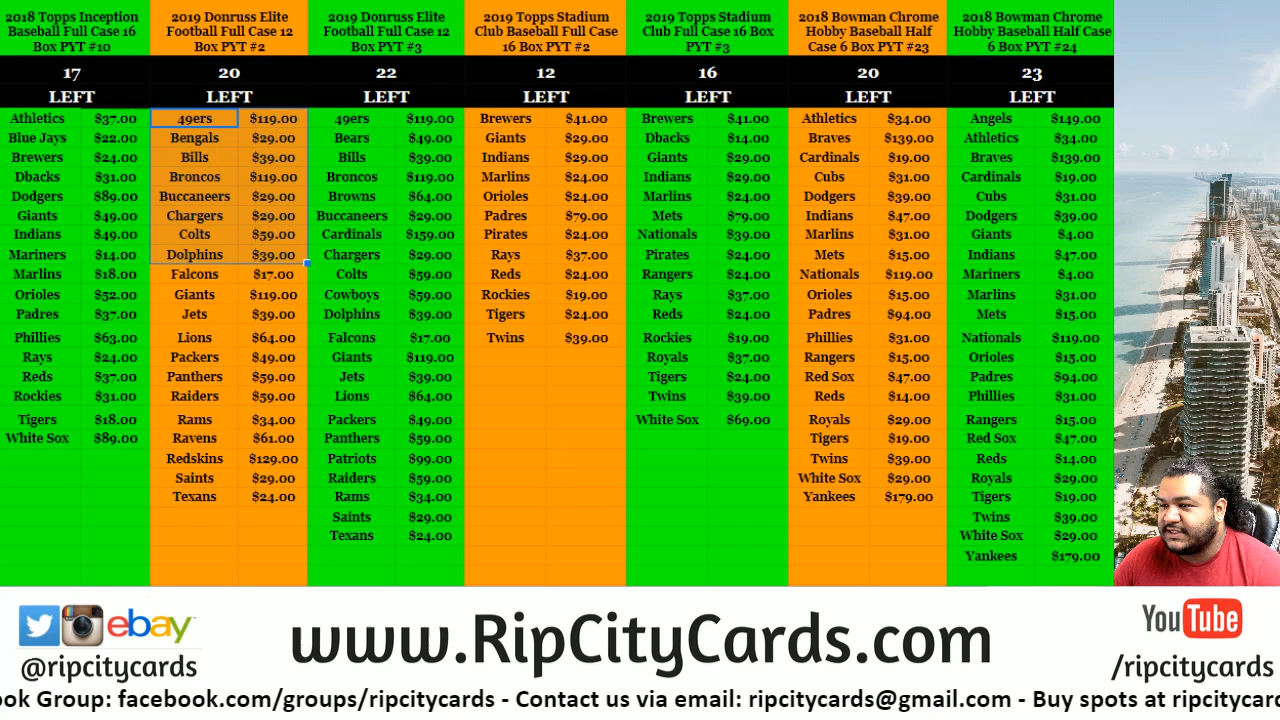 2018 Topps Inception
Baseball Full Case 16
Box PYT #10
17
LEFT
Athletics $37.00
Blue Jays $22.00
Brewers $24.00
Dbacks $31.00
Dodgers $89.00
Giants $49.00
Indians $49.00
Mariners $14.00
Marlins $18.00
Orioles $52.00
Padres $37.00
Phillies $63.00
Rays $24.00
Reds $37.00
Rockies $31.00
Tigers $18.00
White Sox $89.00
2019 Donruss Elite
Football Full Case 12
Box PYT #2
20
LEFT
49ers $119.00
Bengals $29.00
Bills $39.00
Broncos $119.00
Buccaneers $29.00
Chargers $29.00
Colts $59.00
Dolphins $39.00
Falcons $17.00
Giants $119.00
Jets $39.00
Lions $64.00
Packers $49.00
Panthers $59.00
Raiders $59.00
Rams $34.00
Ravens $61.00
Redskins $129.00
Saints $29.00
Texans $24.00
2019 Donruss Elite
Football Full Case 12
Box PYT #3
22
LEFT
49ers $119.00
Bears $49.00
Bills $39.00
Broncos $119.00
Browns $64.00
Buccaneers $29.00
Cardinals $159.00
Chargers $29.00
Colts $59.00
Cowboys $59.00
Dolphins $39.00
Falcons $17.00
Giants $119.00
Jets $39.00
Lions $64.00
Packers $49.00
Panthers $59.00
Patriots $99.00
Raiders $59.00
Rams $34.00
Saints $29.00
Texans $24.00
2019 Topps Stadium
Club Baseball Full Case
16 Box PYT #2
12
LEFT
Brewers $41.00
Giants $29.00
Indians $29.00
Marlins $24.00
Orioles $24.00
Padres $79.00
Pirates $24.00
Rays $37.00
Reds $24.00
Rockies $19.00
Tigers $24.00
Twins $39.00
2019 Topps Stadium
Club Full Case 16 Box
PYT #3
16
LEFT
Brewers $41.00
Dbacks $14.00
Giants $29.00
Indians $29.00
Marlins $24.00
Mets $79.00
Nationals $39.00
Pirates $24.00
Rangers $24.00
Rays $37.00
Reds $24.00
Rockies $19.00
Royals $37.00
Tigers $24.00
Twins $39.00
White Sox $69.00
2018 Bowman Chrome
Hobby Baseball Half
Case 6 Box PYT #23
20
LEFT
Athletics $34.00
Braves $139.00
Cardinals $19.00
Cubs $31.00
Dodgers $39.00
Indians $47.00
Marlins $31.00
Mets $15.00
Nationals $119.00
Orioles $15.00
Padres $94.00
Phillies $31.00
Rangers $15.00
Red Sox $47.00
Reds $14.00
Royals $29.00
Tigers $19.00
Twins $39.00
White Sox $29.00
Yankees $179.00
2018 Bowman Chrome
Hobby Baseball Half Case
6 Box PYT #24
23
LEFT
Angels $149.00
Athletics $34.00
Braves $139.00
Cardinals $19.00
Cubs $31.00
Dodgers $39.00
Giants $4.00
Indians $47.00
Mariners $4.00
Marlins $31.00
Mets $15.00
Nationals $119.00
Orioles $15.00
Padres $94.00
Phillies $31.00
Rangers $15.00
Red Sox $47.00
Reds $14.00
Royals $29.00
Tigers $19.00
Twins $39.00
White Sox $29.00
Yankees $179.00
ebay
@ripcitycards
www.RipCityCards.com
YouTube
/ripcitycards
ook Group: facebook.com/groups/ripcitycards - Contact us via email: ripcitycards@gmail.com - Buy spots at ripcitycard